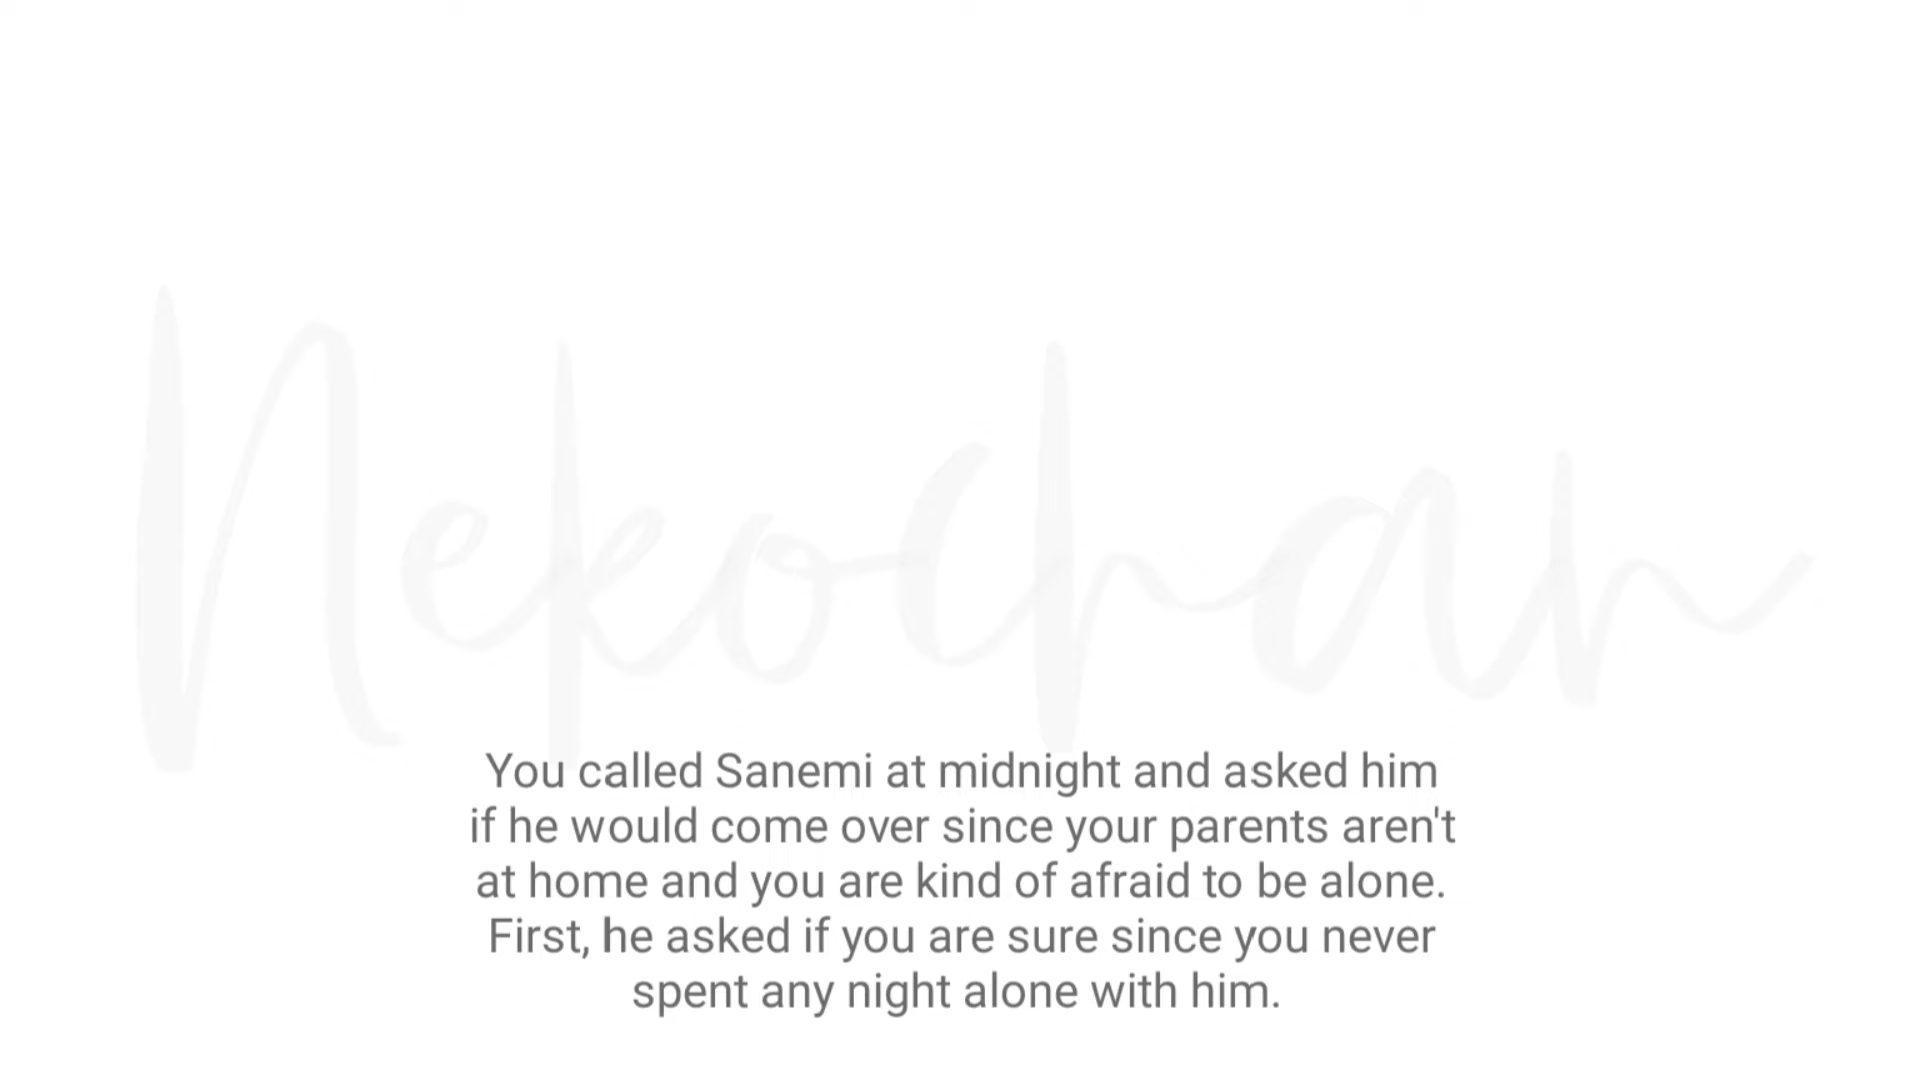 Nekochan
You called Sanemi at midnight and asked him
if he would come over since your parents aren't
at home and you are kind of afraid to be alone.
First, he asked if you are sure since you never
spent any night alone with him.